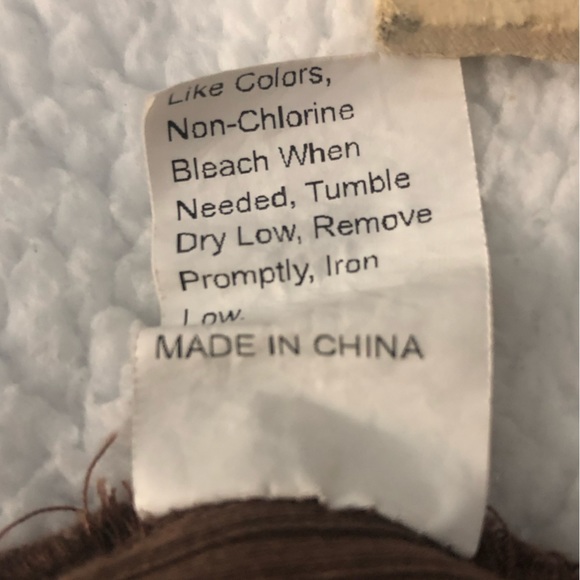 Like Colors,
Non-Chlorine
Bleach When
Needed, Tumble
Dry Low, Remove
Promptly, Iron
Low.
MADE IN CHINA